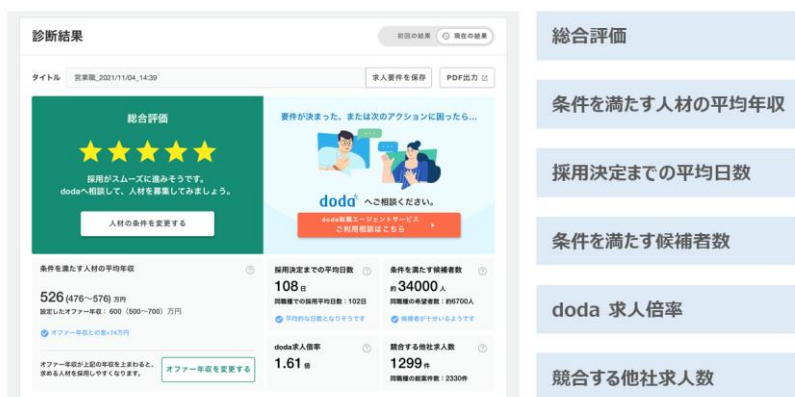 診断結果
初回の結果
現在の結果
タイトル
営業職_2021/11/04_14:39
求人要件を保存
PDF出力
総合評価
採用がスムーズに進みそうです。
dodaへ相談して、人材を募集してみましょう。
人材の条件を変更する
要件が決まった、または次のアクションに困ったら...
doda へご相談ください。
doda転職エージェントサービス
ご利用相談はこちら
条件を満たす人材の平均年収
526(476〜576) 万円
設定したオファー年収：600（500〜700）万円
オファー年収との差+74万円
オファー年収が上記の年収を上まわると、
求める人材を採用しやすくなります。
オファー年収を変更する
採用決定までの平均日数
108日
同職種での採用平均日数：102日
平均的な日数となりそうです
条件を満たす候補者数
約34000人
同職種の希望者数：約6700人
候補者が十分いるようです
doda求人倍率
1.61倍
競合する他社求人数
1299件
同職種の総案件数：2330件
総合評価
条件を満たす人材の平均年収
採用決定までの平均日数
条件を満たす候補者数
doda 求人倍率
競合する他社求人数